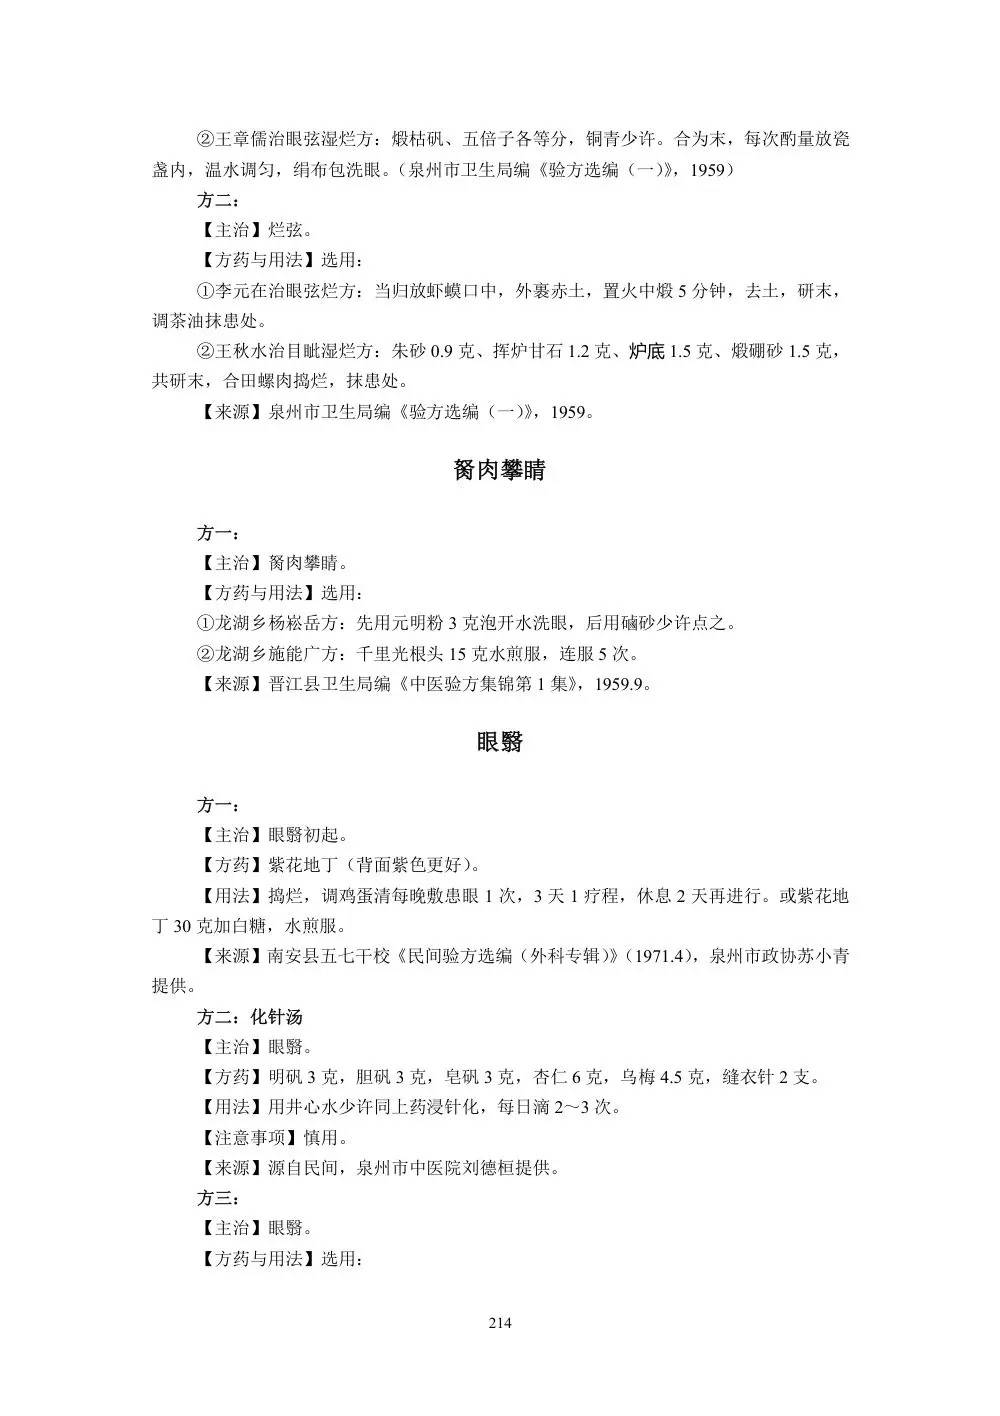 ②王章儒治眼弦湿烂方：煅枯矾、五倍子各等分，铜青少许。合为末，每次酌量放瓷
盏内，温水调匀，绢布包洗眼。（泉州市卫生局编《验方选编（一）》，1959）
方二：
【主治】烂弦。
【方药与用法】选用：
①李元在治眼弦烂方：当归放虾蟆口中，外裹赤土，置火中煅 5 分钟，去土，研末，
调茶油抹患处。
②王秋水治目眦湿烂方：朱砂 0.9 克、挥炉甘石 1.2 克、炉底 1.5 克、煅硼砂 1.5 克，
共研末，合田螺肉捣烂，抹患处。
【来源】泉州市卫生局编《验方选编（一）》，1959。
胬肉攀睛
方一：
【主治】胬肉攀睛。
【方药与用法】选用：
①龙湖乡杨崧岳方：先用元明粉 3 克泡开水洗眼，后用磠砂少许点之。
②龙湖乡施能广方：千里光根头 15 克水煎服，连服 5 次。
【来源】晋江县卫生局编《中医验方集锦第 1 集》，1959.9。
眼翳
方一：
【主治】眼翳初起。
【方药】紫花地丁（背面紫色更好）。
【用法】捣烂，调鸡蛋清每晚敷患眼 1 次，3 天 1 疗程，休息 2 天再进行。或紫花地
丁 30 克加白糖，水煎服。
【来源】南安县五七干校《民间验方选编（外科专辑）》（1971.4），泉州市政协苏小青
提供。
方二：化针汤
【主治】眼翳。
【方药】明矾 3 克，胆矾 3 克，皂矾 3 克，杏仁 6 克，乌梅 4.5 克，缝衣针 2 支。
【用法】用井心水少许同上药浸针化，每日滴 2～3 次。
【注意事项】慎用。
【来源】源自民间，泉州市中医院刘德桓提供。
方三：
【主治】眼翳。
【方药与用法】选用：
214